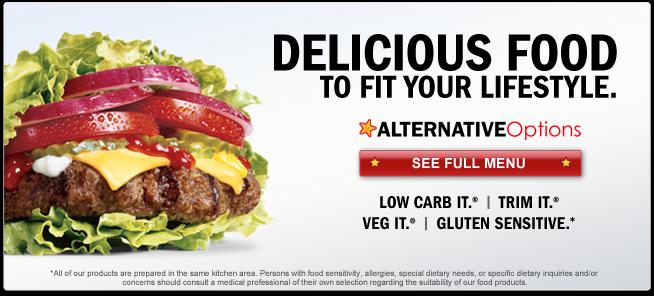 DELICIOUS FOOD
TO FIT YOUR LIFESTYLE.
ALTERNATIVEOptions
SEE FULL MENU
LOW CARB IT.® | TRIM IT.®
VEG IT.® | GLUTEN SENSITIVE.*
*All of our products are prepared in the same kitchen area. Persons with food sensitivity, allergies, special dietary needs, or specific dietary inquiries and/or
concerns should consult a medical professional of their own selection regarding the suitability of our food products.